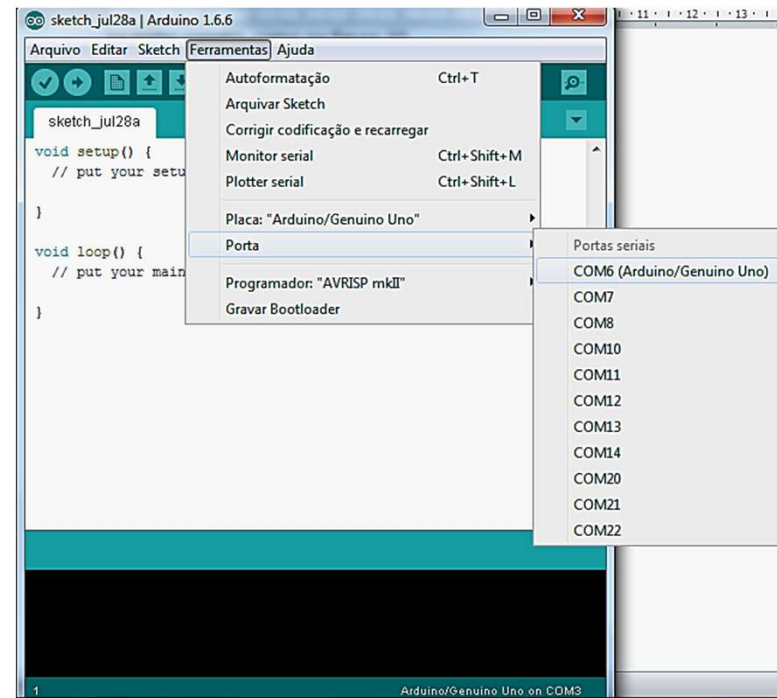 sketch_jul28a | Arduino 1.6.6
Arquivo Editar Sketch Ferramentas Ajuda
sketch_jul28a
void setup() {
// put your setu
}
void loop() {
// put your main
}
Autoformatação Ctrl+T
Arquivar Sketch
Corrigir codificação e recarregar
Monitor serial Ctrl+Shift+M
Plotter serial Ctrl+Shift+L
Placa: "Arduino/Genuino Uno"
Porta
Programador: "AVRISP mkII"
Gravar Bootloader
Portas seriais
COM6 (Arduino/Genuino Uno)
COM7
COM8
COM10
COM11
COM12
COM13
COM14
COM20
COM21
COM22
1 Arduino/Genuino Uno on COM3
11 · 12 · 13